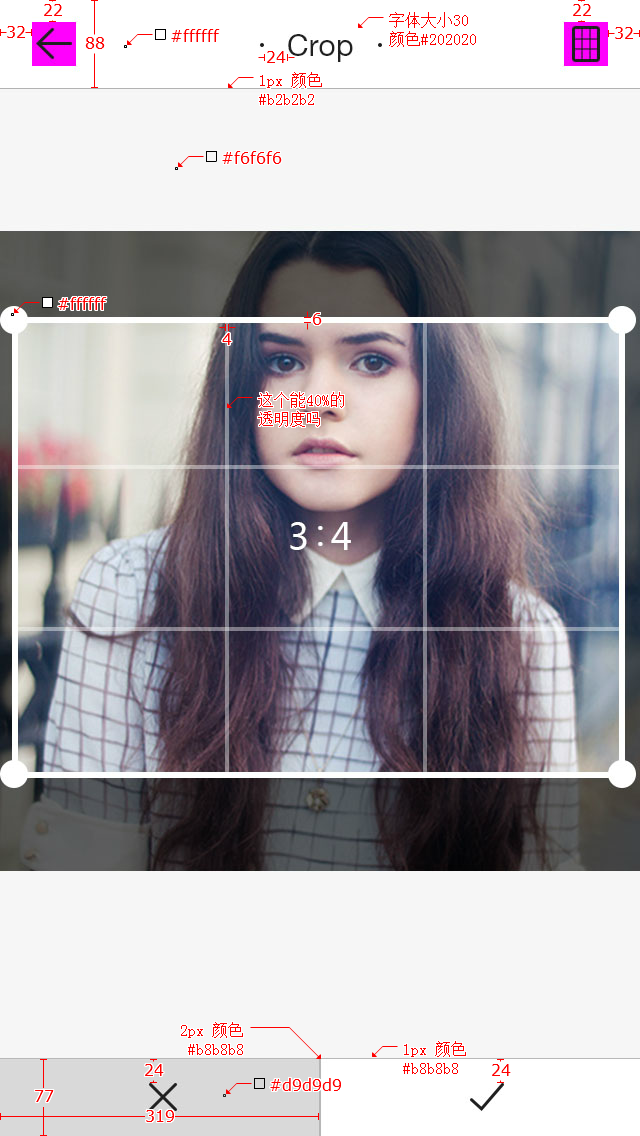 22
22
32
88
#ffffff
Crop
24
字体大小30
颜色#202020
32
1px 颜色
#b2b2b2
#f6f6f6
#ffffff
6
4
这个能40%的
透明度吗
3:4
2px 颜色
#b8b8b8
1px 颜色
#b8b8b8
24
24
77
#d9d9d9
319